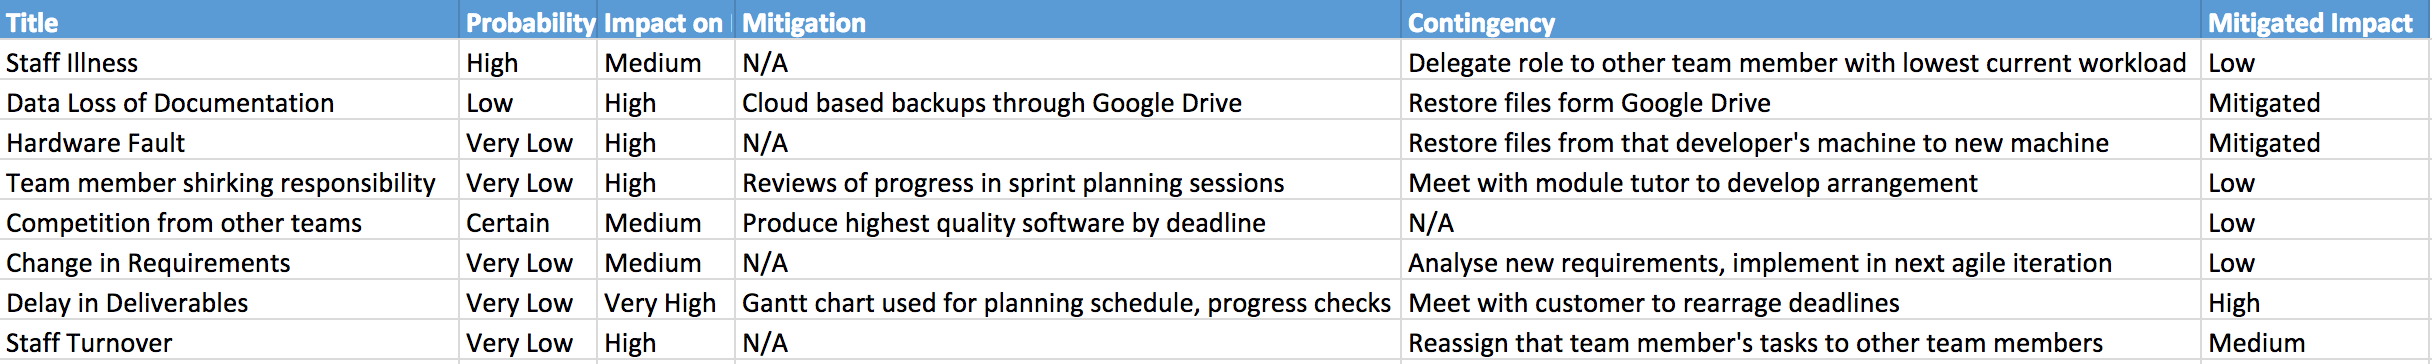 Title Probability Impact on Mitigation Contingency Mitigated Impact
Staff Illness High Medium N/A Delegate role to other team member with lowest current workload Low
Data Loss of Documentation Low High Cloud based backups through Google Drive Restore files form Google Drive Mitigated
Hardware Fault Very Low High N/A Restore files from that developer's machine to new machine Mitigated
Team member shirking responsibility Very Low High Reviews of progress in sprint planning sessions Meet with module tutor to develop arrangement Low
Competition from other teams Certain Medium Produce highest quality software by deadline N/A Low
Change in Requirements Very Low Medium N/A Analyse new requirements, implement in next agile iteration Low
Delay in Deliverables Very Low Very High Gantt chart used for planning schedule, progress checks Meet with customer to rearrage deadlines High
Staff Turnover Very Low High N/A Reassign that team member's tasks to other team members Medium